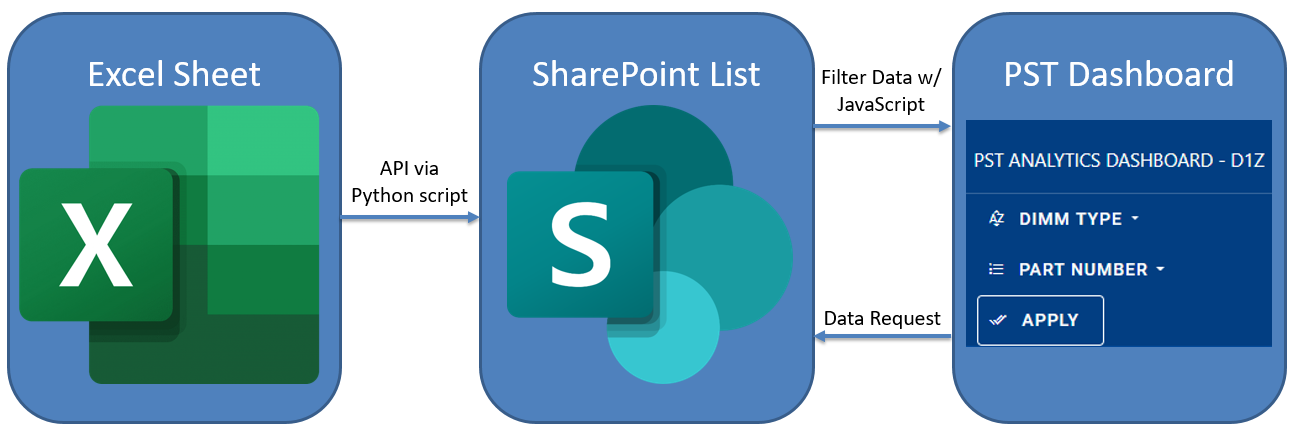 Excel Sheet
X
API via
Python script
SharePoint List
S
Filter Data w/
JavaScript
Data Request
PST Dashboard
PST ANALYTICS DASHBOARD - D1Z
DIMM TYPE
PART NUMBER
APPLY